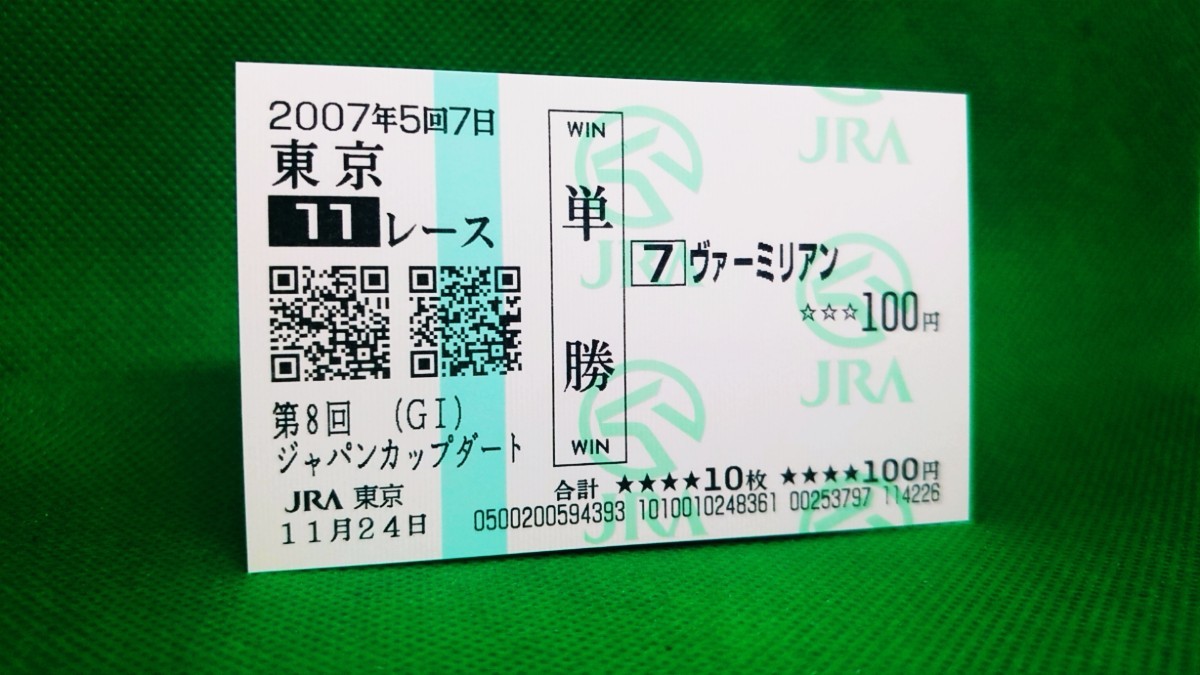 2007年5回7日
東京
11レース
第8回 (GI)
ジャパンカップダート
JRA 東京
11月24日
WIN
単勝
WIN
7 ヴァーミリアン
☆☆☆100円
合計 ★★★★10枚 ★★★★100円
0500200594393 1010010248361 00253797 114226
JRA
JRA
JRA
JRA